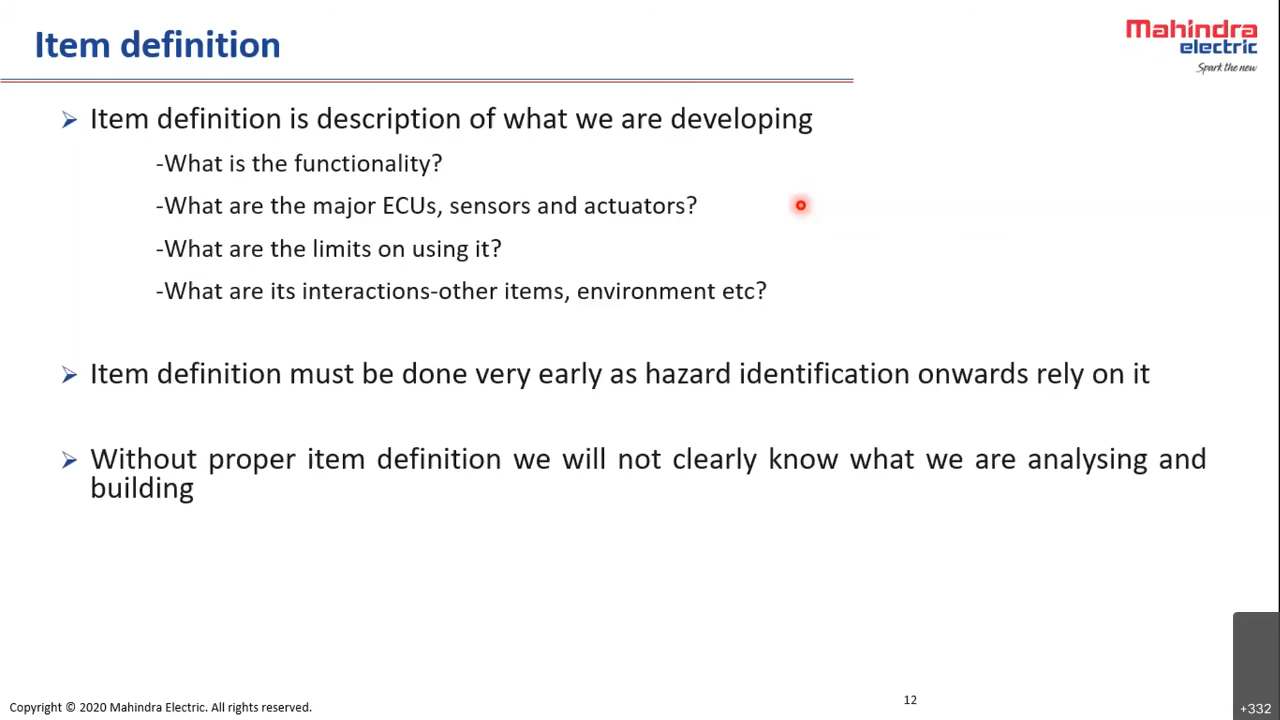 Item definition
Mahindra
electric
Spark the new
➢ Item definition is description of what we are developing
-What is the functionality?
-What are the major ECUs, sensors and actuators?
-What are the limits on using it?
-What are its interactions-other items, environment etc?
➢ Item definition must be done very early as hazard identification onwards rely on it
➢ Without proper item definition we will not clearly know what we are analysing and
building
Copyright © 2020 Mahindra Electric. All rights reserved.
12
+332